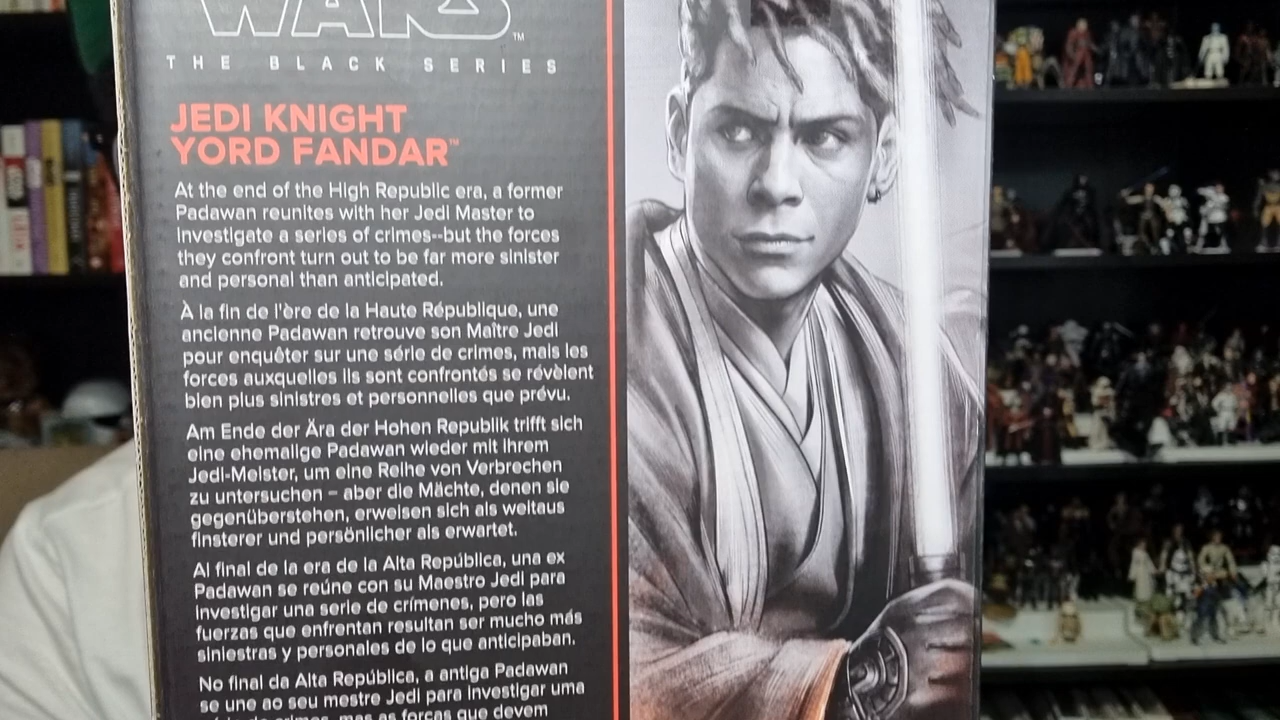 WARS™
THE BLACK SERIES
JEDI KNIGHT
YORD FANDAR™
At the end of the High Republic era, a former
Padawan reunites with her Jedi Master to
investigate a series of crimes--but the forces
they confront turn out to be far more sinister
and personal than anticipated.
À la fin de l'ère de la Haute République, une
ancienne Padawan retrouve son Maître Jedi
pour enquêter sur une série de crimes, mais les
forces auxquelles ils sont confrontés se révèlent
bien plus sinistres et personnelles que prévu.
Am Ende der Ära der Hohen Republik trifft sich
eine ehemalige Padawan wieder mit ihrem
Jedi-Meister, um eine Reihe von Verbrechen
zu untersuchen – aber die Mächte, denen sie
gegenüberstehen, erweisen sich als weitaus
finsterer und persönlicher als erwartet.
Al final de la era de la Alta República, una ex
Padawan se reúne con su Maestro Jedi para
investigar una serie de crímenes, pero las
fuerzas que enfrentan resultan ser mucho más
siniestras y personales de lo que anticipaban.
No final da Alta República, a antiga Padawan
se une ao seu mestre Jedi para investigar uma
série de crimes, mas as forças que devem